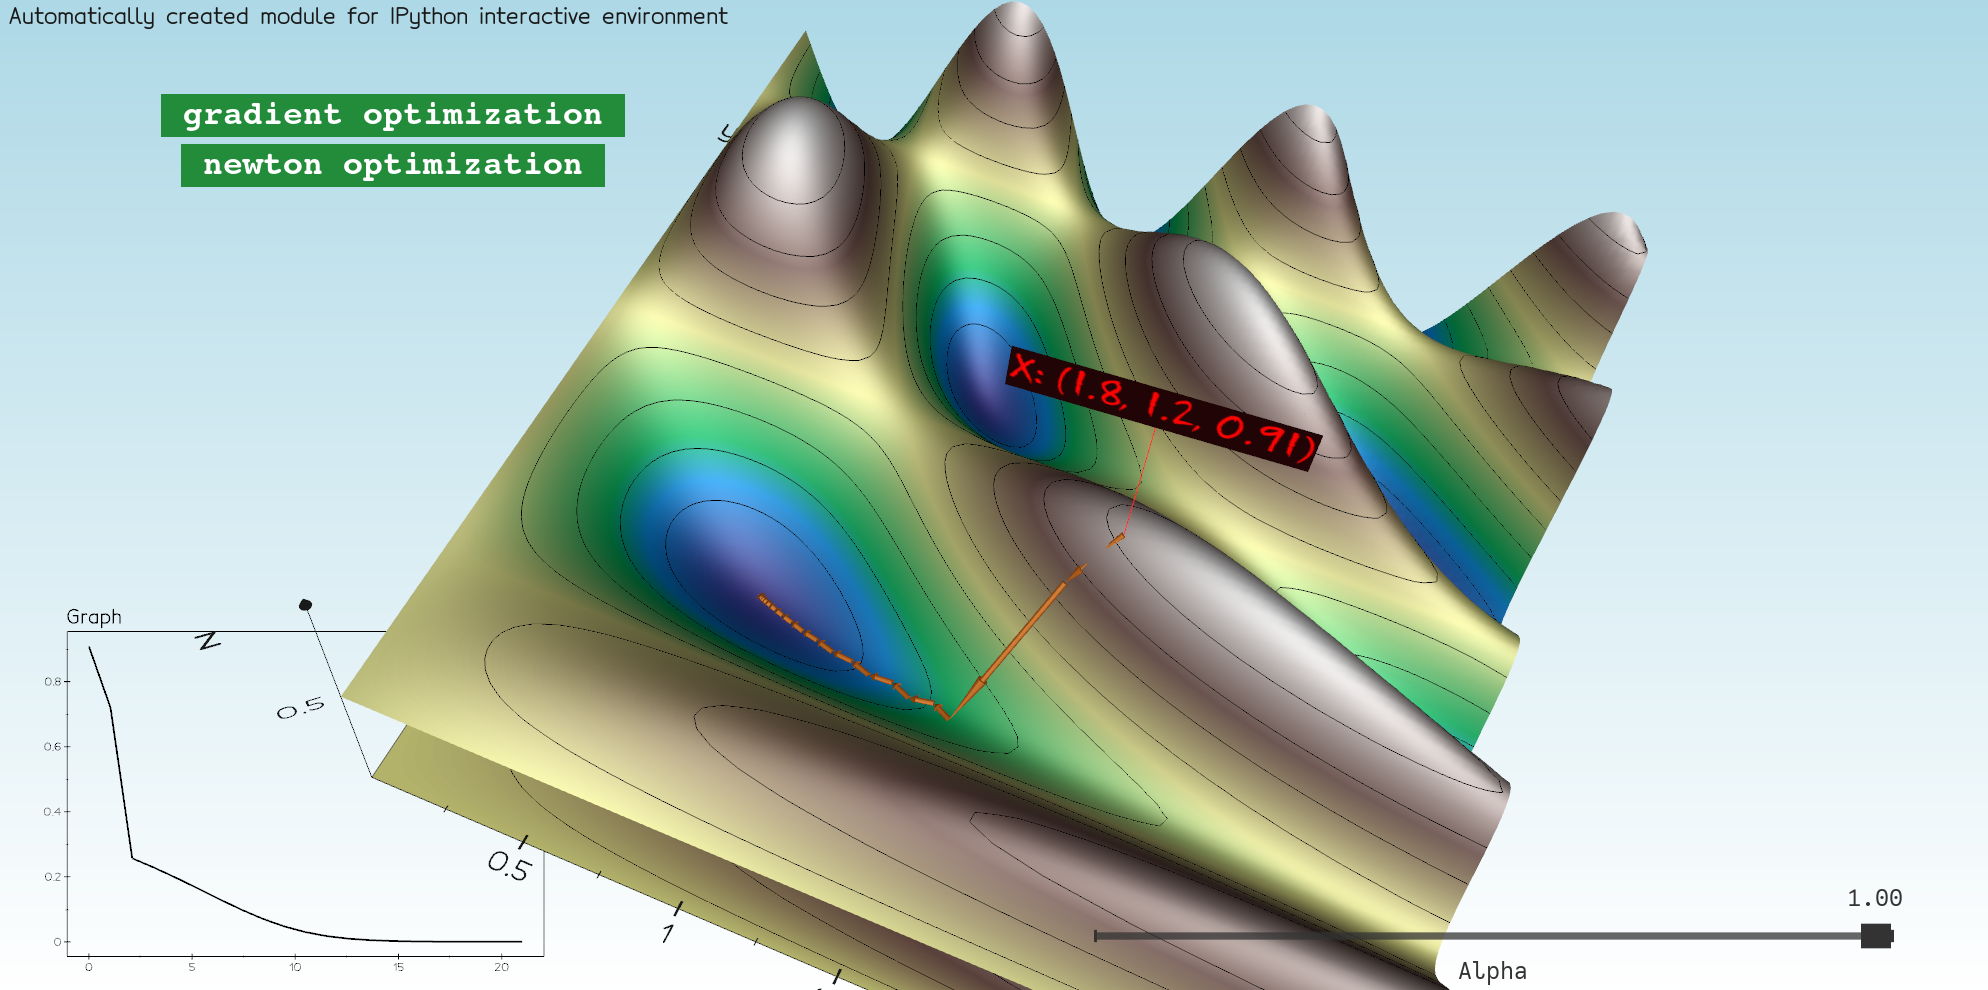 Automatically created module for IPython interactive environment
gradient optimization
newton optimization
y
X: (1.8, 1.2, 0.91)
Graph
z
0.5
0.8
0.6
0.4
0.2
0
0 5 10 15 20
0.5
1
1.00
Alpha